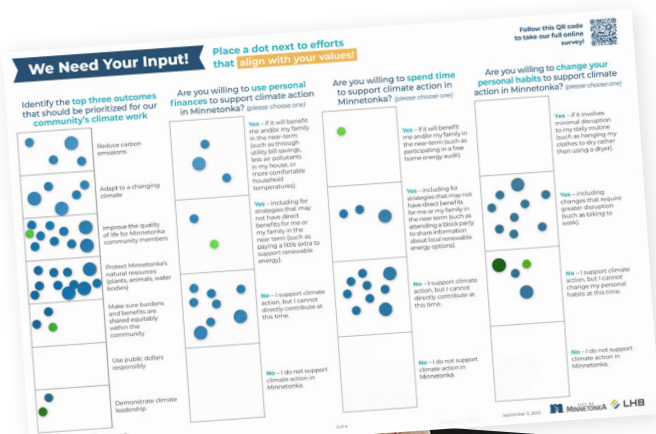 Follow this QR code
to take our full online
survey!
We Need Your Input!
Place a dot next to efforts
that align with your values!
Identify the top three outcomes
that should be prioritized for our
community's climate work
Reduce carbon
emissions
Adapt to a changing
climate
Improve the quality
of life for Minnetonka
community members
Protect Minnetonka's
natural resources
(plants, animals, water
bodies)
Make sure burdens
and benefits are
shared equitably
within the
community
Use public dollars
responsibly
Demonstrate climate
leadership
Are you willing to use personal
finances to support climate action
in Minnetonka? (please choose one)
Yes – if it will benefit
me and/or my family
in the near-term
(such as through
utility bill savings,
less air pollutants
in my house, or
more comfortable
household
temperatures).
Yes – including for
strategies that may
not have direct
benefits for me or
my family in the
near term (such as
paying a little extra to
support renewable
energy).
No – I support climate
action, but I cannot
directly contribute at
this time.
No – I do not support
climate action in
Minnetonka.
Are you willing to spend time
to support climate action in
Minnetonka? (please choose one)
Yes – if it will benefit
me and/or my family in
the near-term (such as
participating in a free
home energy audit).
Yes – including for
strategies that may not
have direct benefits
for me or my family in
the near term (such as
attending a block party
to share information
about local renewable
energy options).
No – I support climate
action, but I cannot
directly contribute at
this time.
No – I do not support
climate action in
Minnetonka.
Are you willing to change your
personal habits to support climate
action in Minnetonka? (please choose one)
Yes – if it involves
minimal disruption
to my daily routine
(such as hanging my
clothes to dry rather
than using a dryer).
Yes – including
changes that require
greater disruption
(such as biking to
work).
No – I support climate
action, but I cannot
change my personal
habits at this time.
No – I do not support
climate action in
Minnetonka.
September 5, 2023
CITY OF
MINNETONKA
LHB